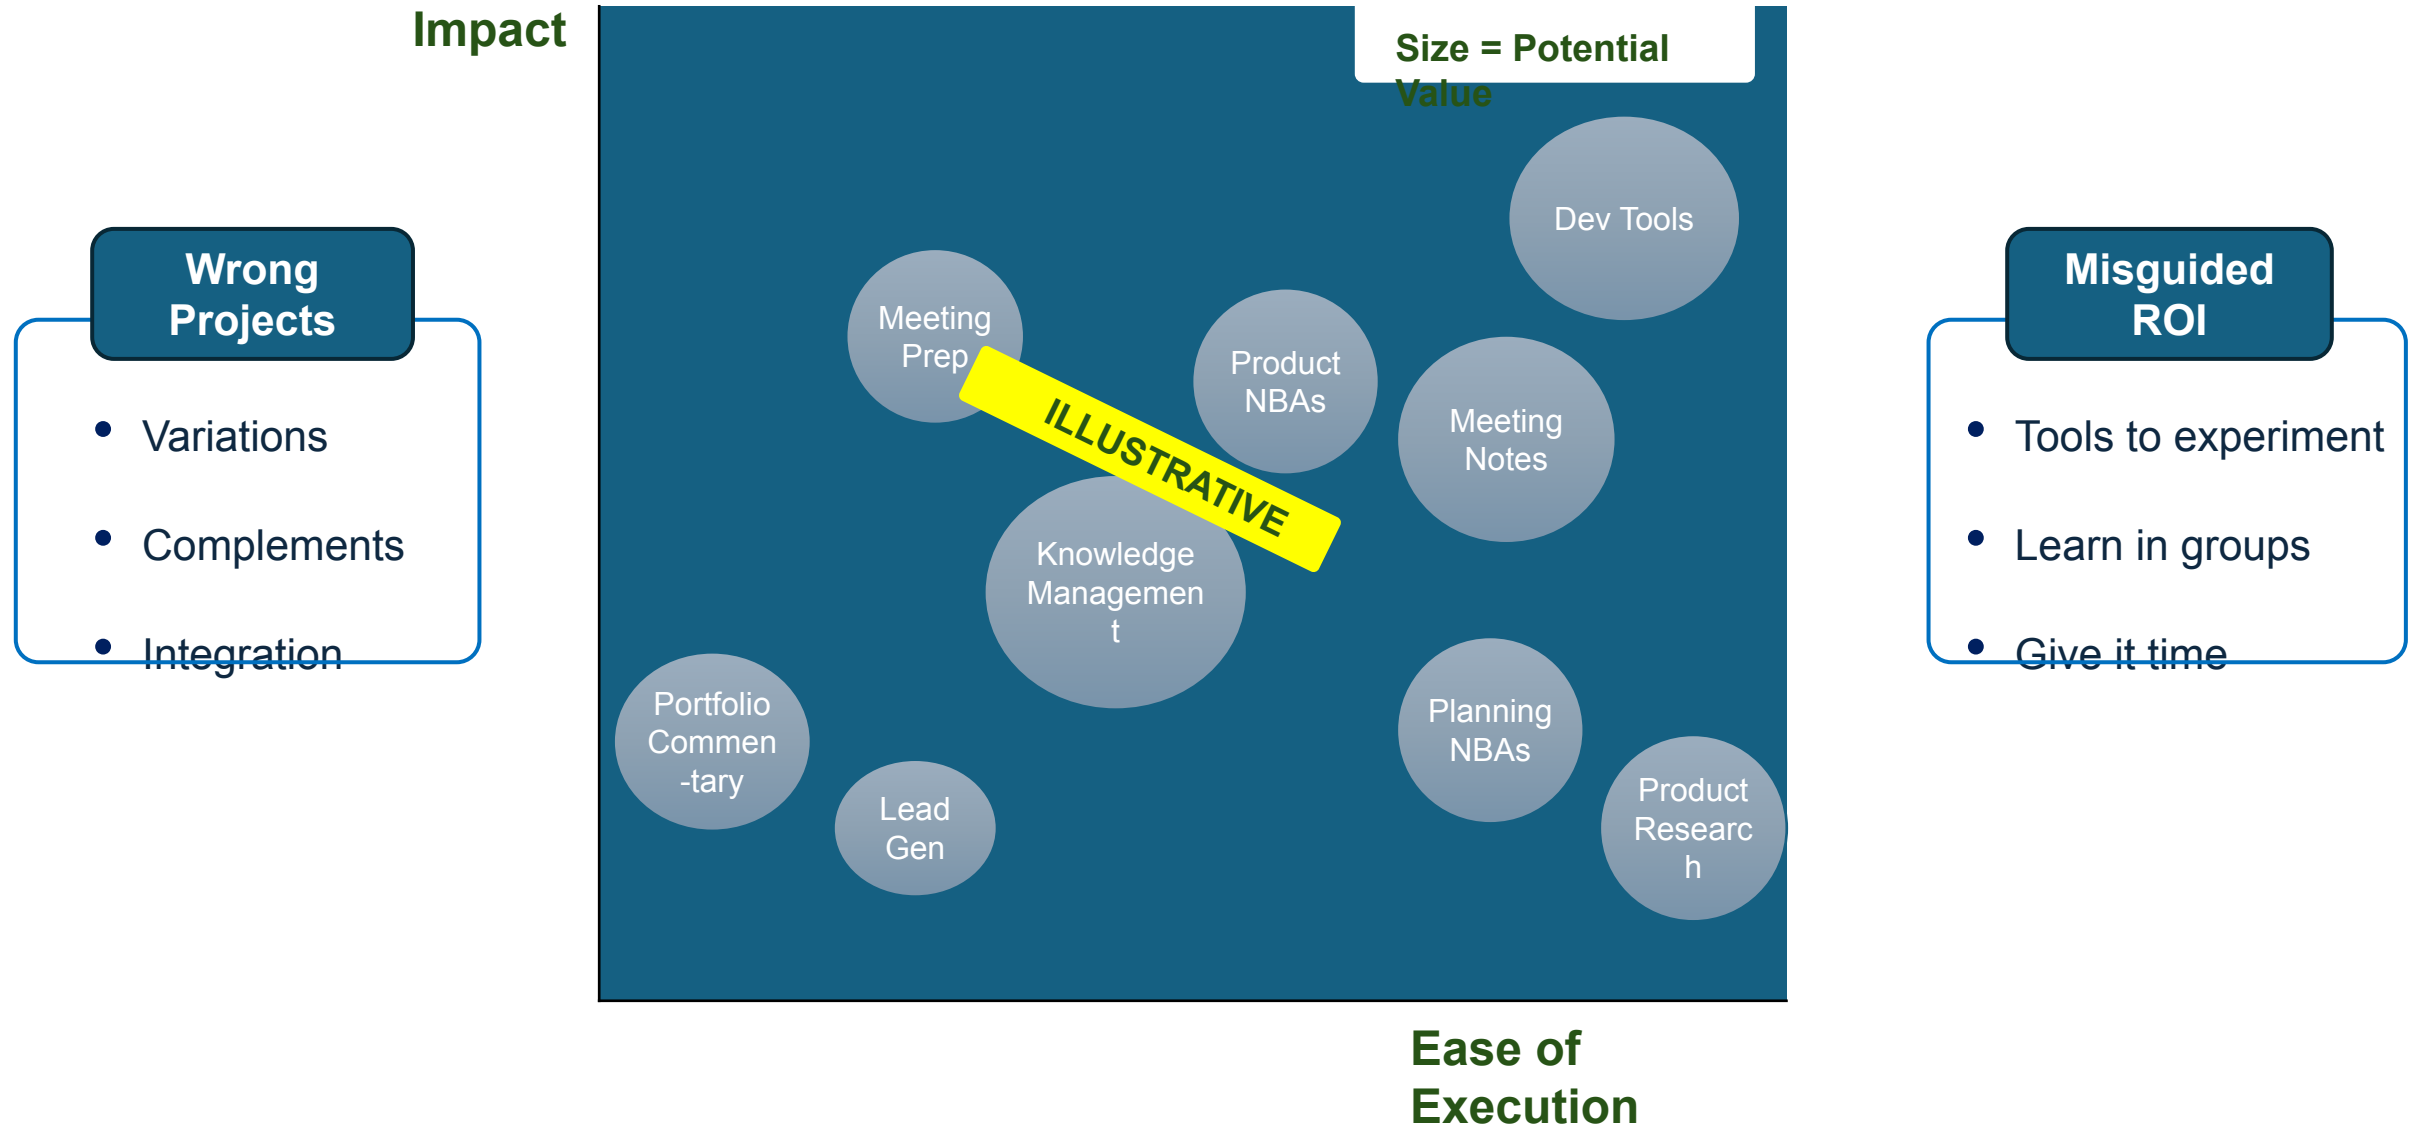 Impact
Size = Potential
Value
Wrong
Projects
Variations
Complements
Integration
Dev Tools
Meeting
Prep
Product
NBAs
Meeting
Notes
ILLUSTRATIVE
Knowledge
Managemen
t
Portfolio
Commen
-tary
Lead
Gen
Planning
NBAs
Product
Researc
h
Ease of
Execution
Misguided
ROI
Tools to experiment
Learn in groups
Give it time